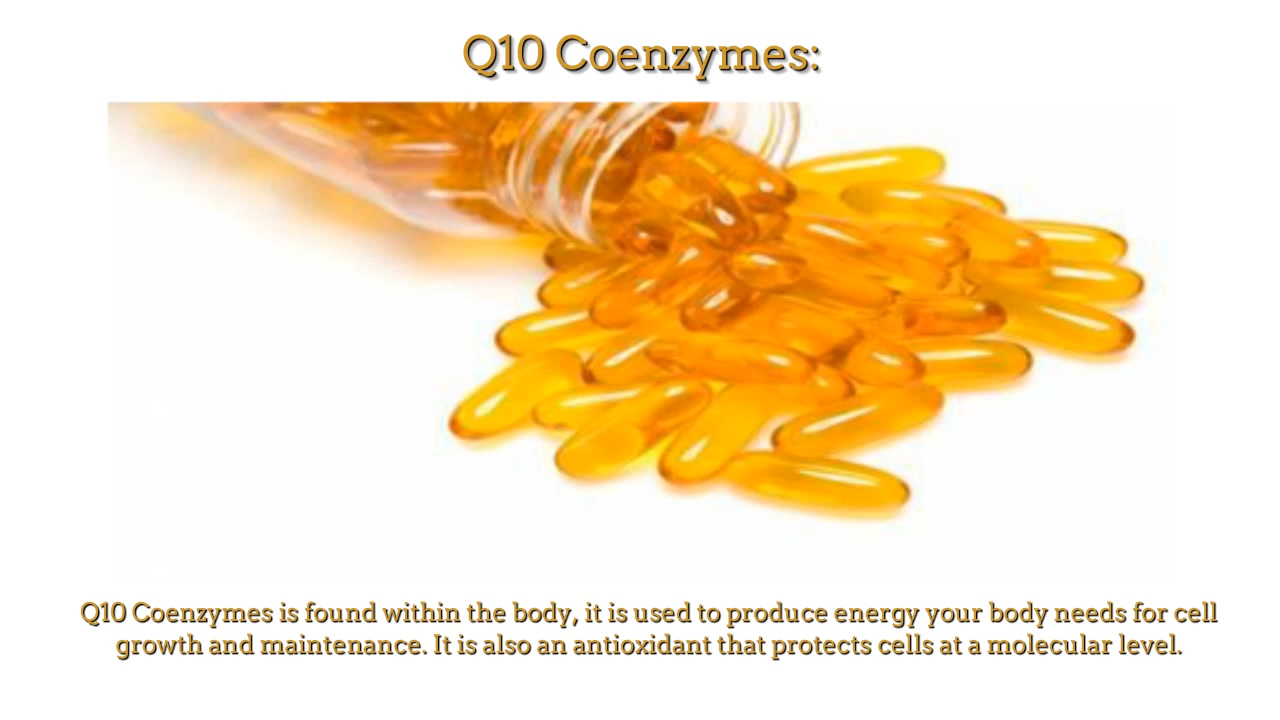 Q10 Coenzymes:
Q10 Coenzymes is found within the body, it is used to produce energy your body needs for cell
growth and maintenance. It is also an antioxidant that protects cells at a molecular level.